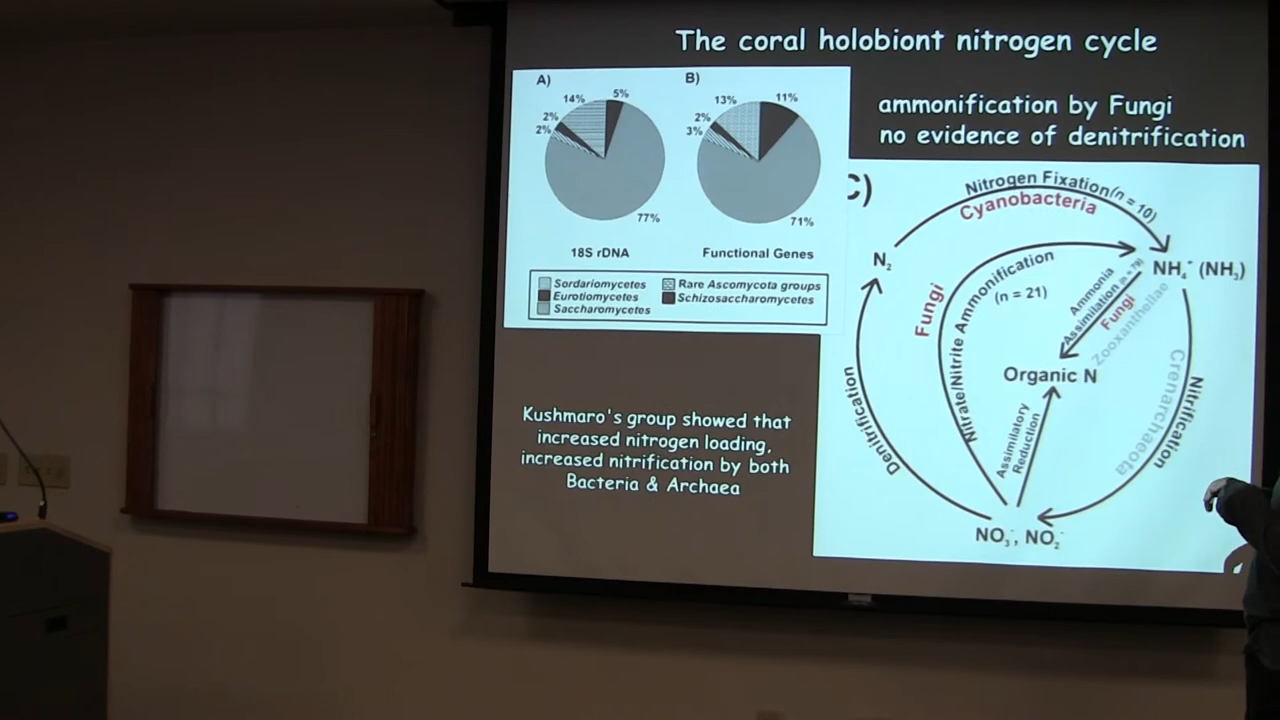 The coral holobiont nitrogen cycle
ammonification by Fungi
no evidence of denitrification
A)
14%
5%
2%
2%
77%
18S rDNA
B)
13%
11%
2%
3%
71%
Functional Genes
Sordariomycetes
Eurotiomycetes
Saccharomycetes
Rare Ascomycota groups
Schizosaccharomycetes
Kushmaro's group showed that
increased nitrogen loading,
increased nitrification by both
Bacteria & Archaea
C)
Nitrogen Fixation(n = 10)
Cyanobacteria
N2
NH4+ (NH3)
Nitrate/Nitrite Ammonification
(n = 21)
Fungi
Ammonia
Assimilation (n = 79)
Fungi
Zooxanthellae
Organic N
Assimilatory
Reduction
Denitrification
Nitrification
Crenarchaeota
NO3-, NO2-